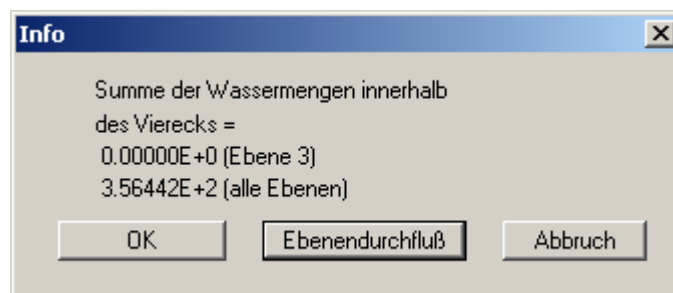 Info
Summe der Wassermengen innerhalb
des Vierecks =
0.00000E+0 (Ebene 3)
3.56442E+2 (alle Ebenen)
OK Ebenendurchfluß Abbruch